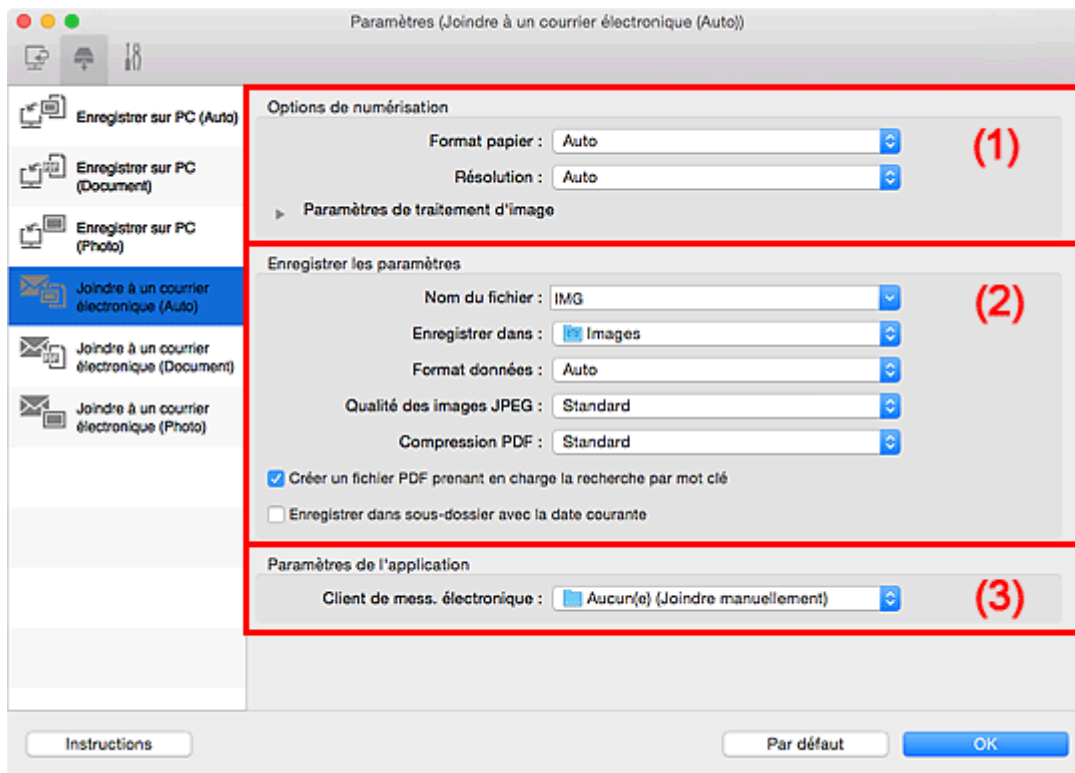 Paramètres (Joindre à un courrier électronique (Auto))
Enregistrer sur PC (Auto)
Enregistrer sur PC
(Document)
Enregistrer sur PC
(Photo)
Joindre à un courrier
électronique (Auto)
Joindre à un courrier
électronique (Document)
Joindre à un courrier
électronique (Photo)
Options de numérisation
(1)
Format papier : Auto
Résolution : Auto
Paramètres de traitement d'image
Enregistrer les paramètres
(2)
Nom du fichier : IMG
Enregistrer dans : Images
Format données : Auto
Qualité des images JPEG : Standard
Compression PDF : Standard
Créer un fichier PDF prenant en charge la recherche par mot clé
Enregistrer dans sous-dossier avec la date courante
Paramètres de l'application
(3)
Client de mess. électronique : Aucun(e) (Joindre manuellement)
Instructions
Par défaut
OK